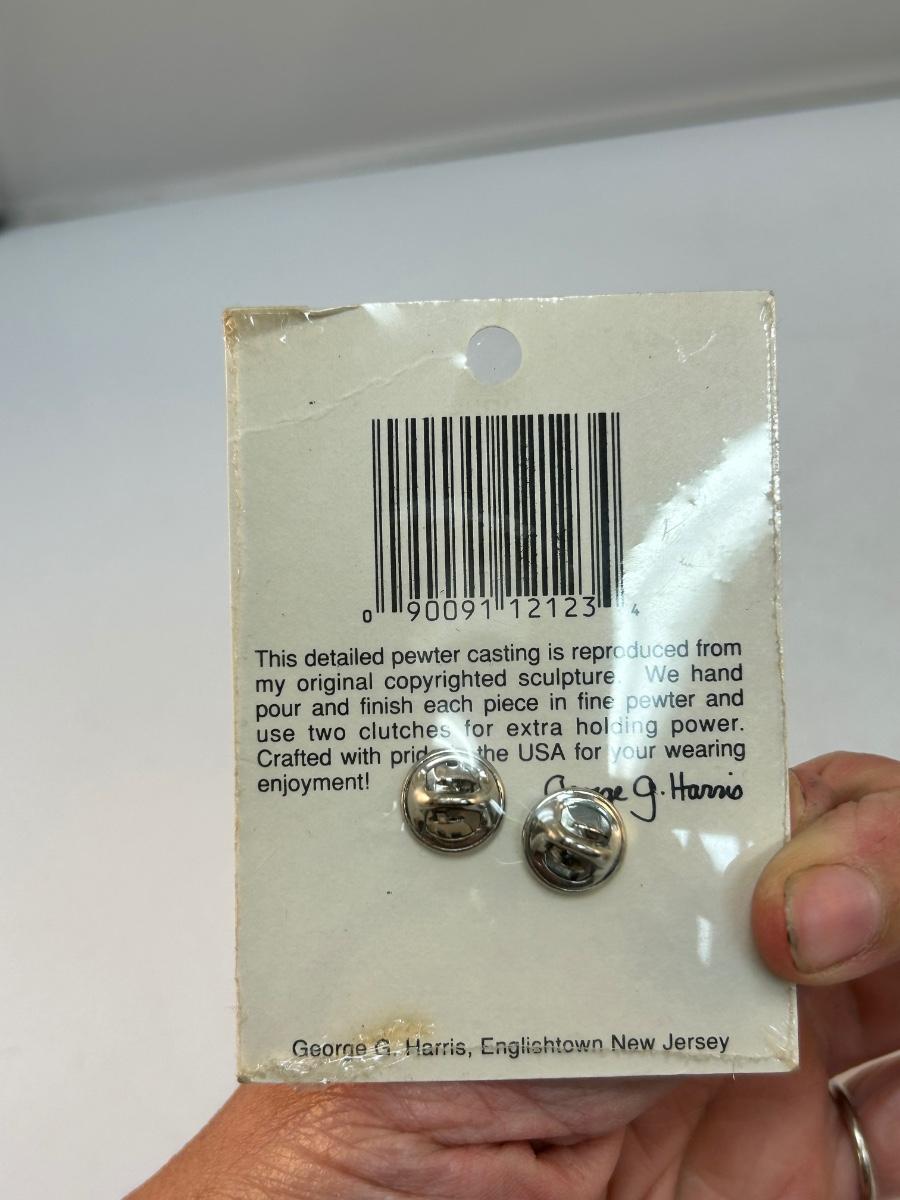 0 90091 12123 4
This detailed pewter casting is reproduced from
my original copyrighted sculpture. We hand
pour and finish each piece in fine pewter and
use two clutches for extra holding power.
Crafted with the USA for your wearing
enjoyment! G. Harris
George G. Harris, Englishtown New Jersey